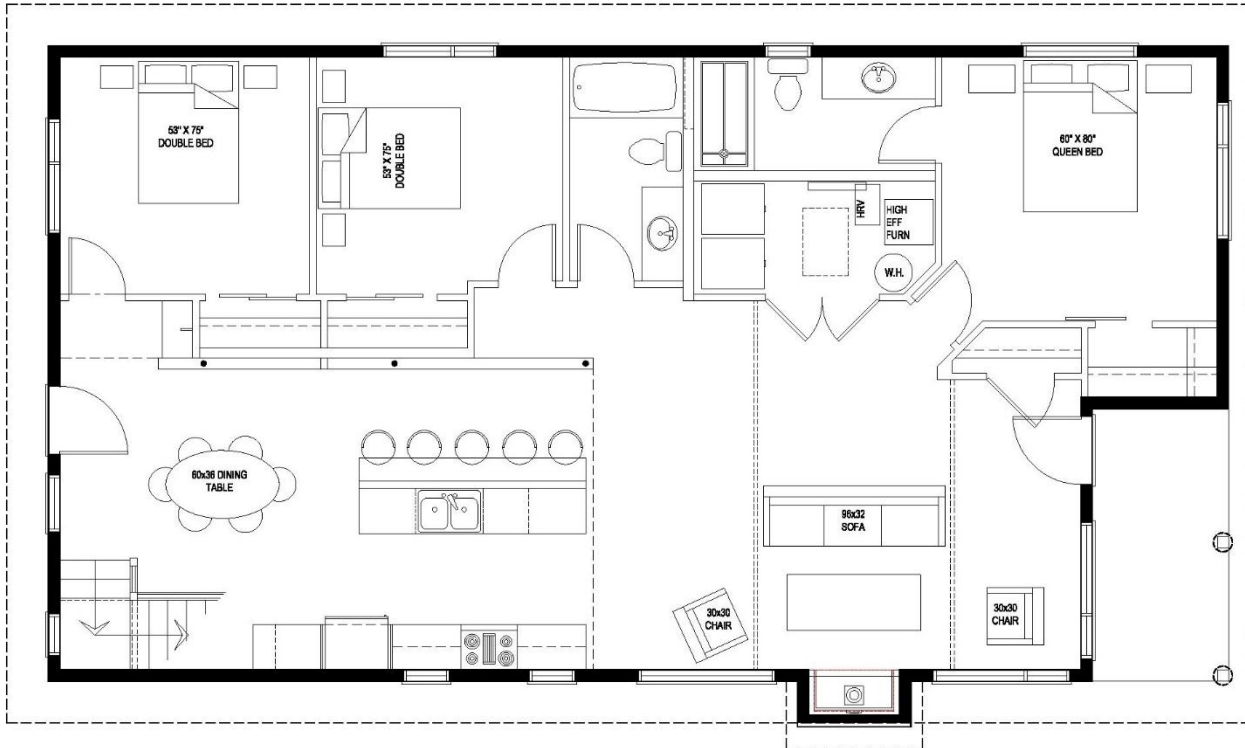 53" X 75"
DOUBLE BED
53" X 75"
DOUBLE BED
60" X 80"
QUEEN BED
HRV
HIGH
EFF
FURN
W.H.
60x36 DINING
TABLE
96x32
SOFA
30x30
CHAIR
30x30
CHAIR